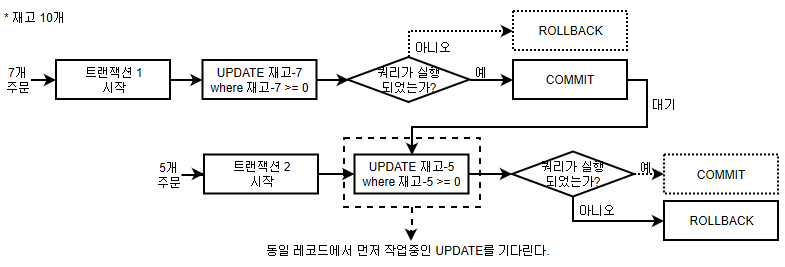 * 재고 10개
7개
주문
트랜잭션 1
시작
UPDATE 재고-7
where 재고-7 >= 0
쿼리가 실행
되었는가?
아니오
ROLLBACK
예
COMMIT
대기
5개
주문
트랜잭션 2
시작
UPDATE 재고-5
where 재고-5 >= 0
쿼리가 실행
되었는가?
예
COMMIT
아니오
ROLLBACK
동일 레코드에서 먼저 작업중인 UPDATE를 기다린다.